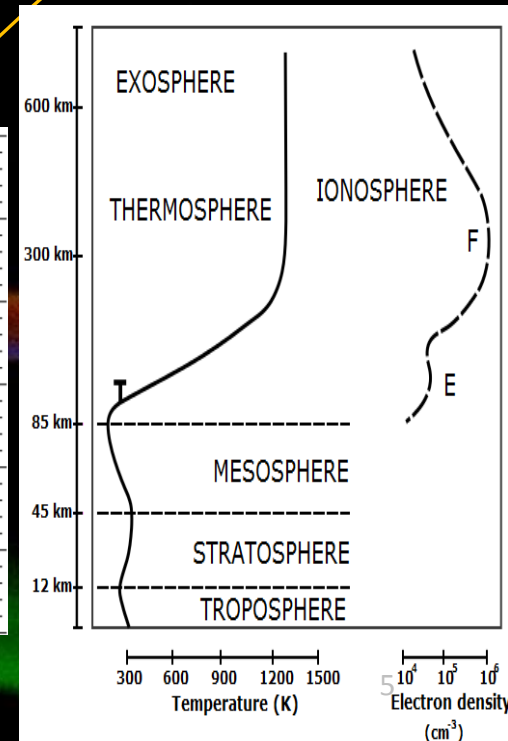 EXOSPHERE
600 km
IONOSPHERE
THERMOSPHERE
F
300 km
T
E
85 km
MESOSPHERE
45 km
STRATOSPHERE
12 km
TROPOSPHERE
300 600 900 1200 1500
10⁴ 10⁵ 10⁶
5
Temperature (K)
Electron density
(cm⁻³)